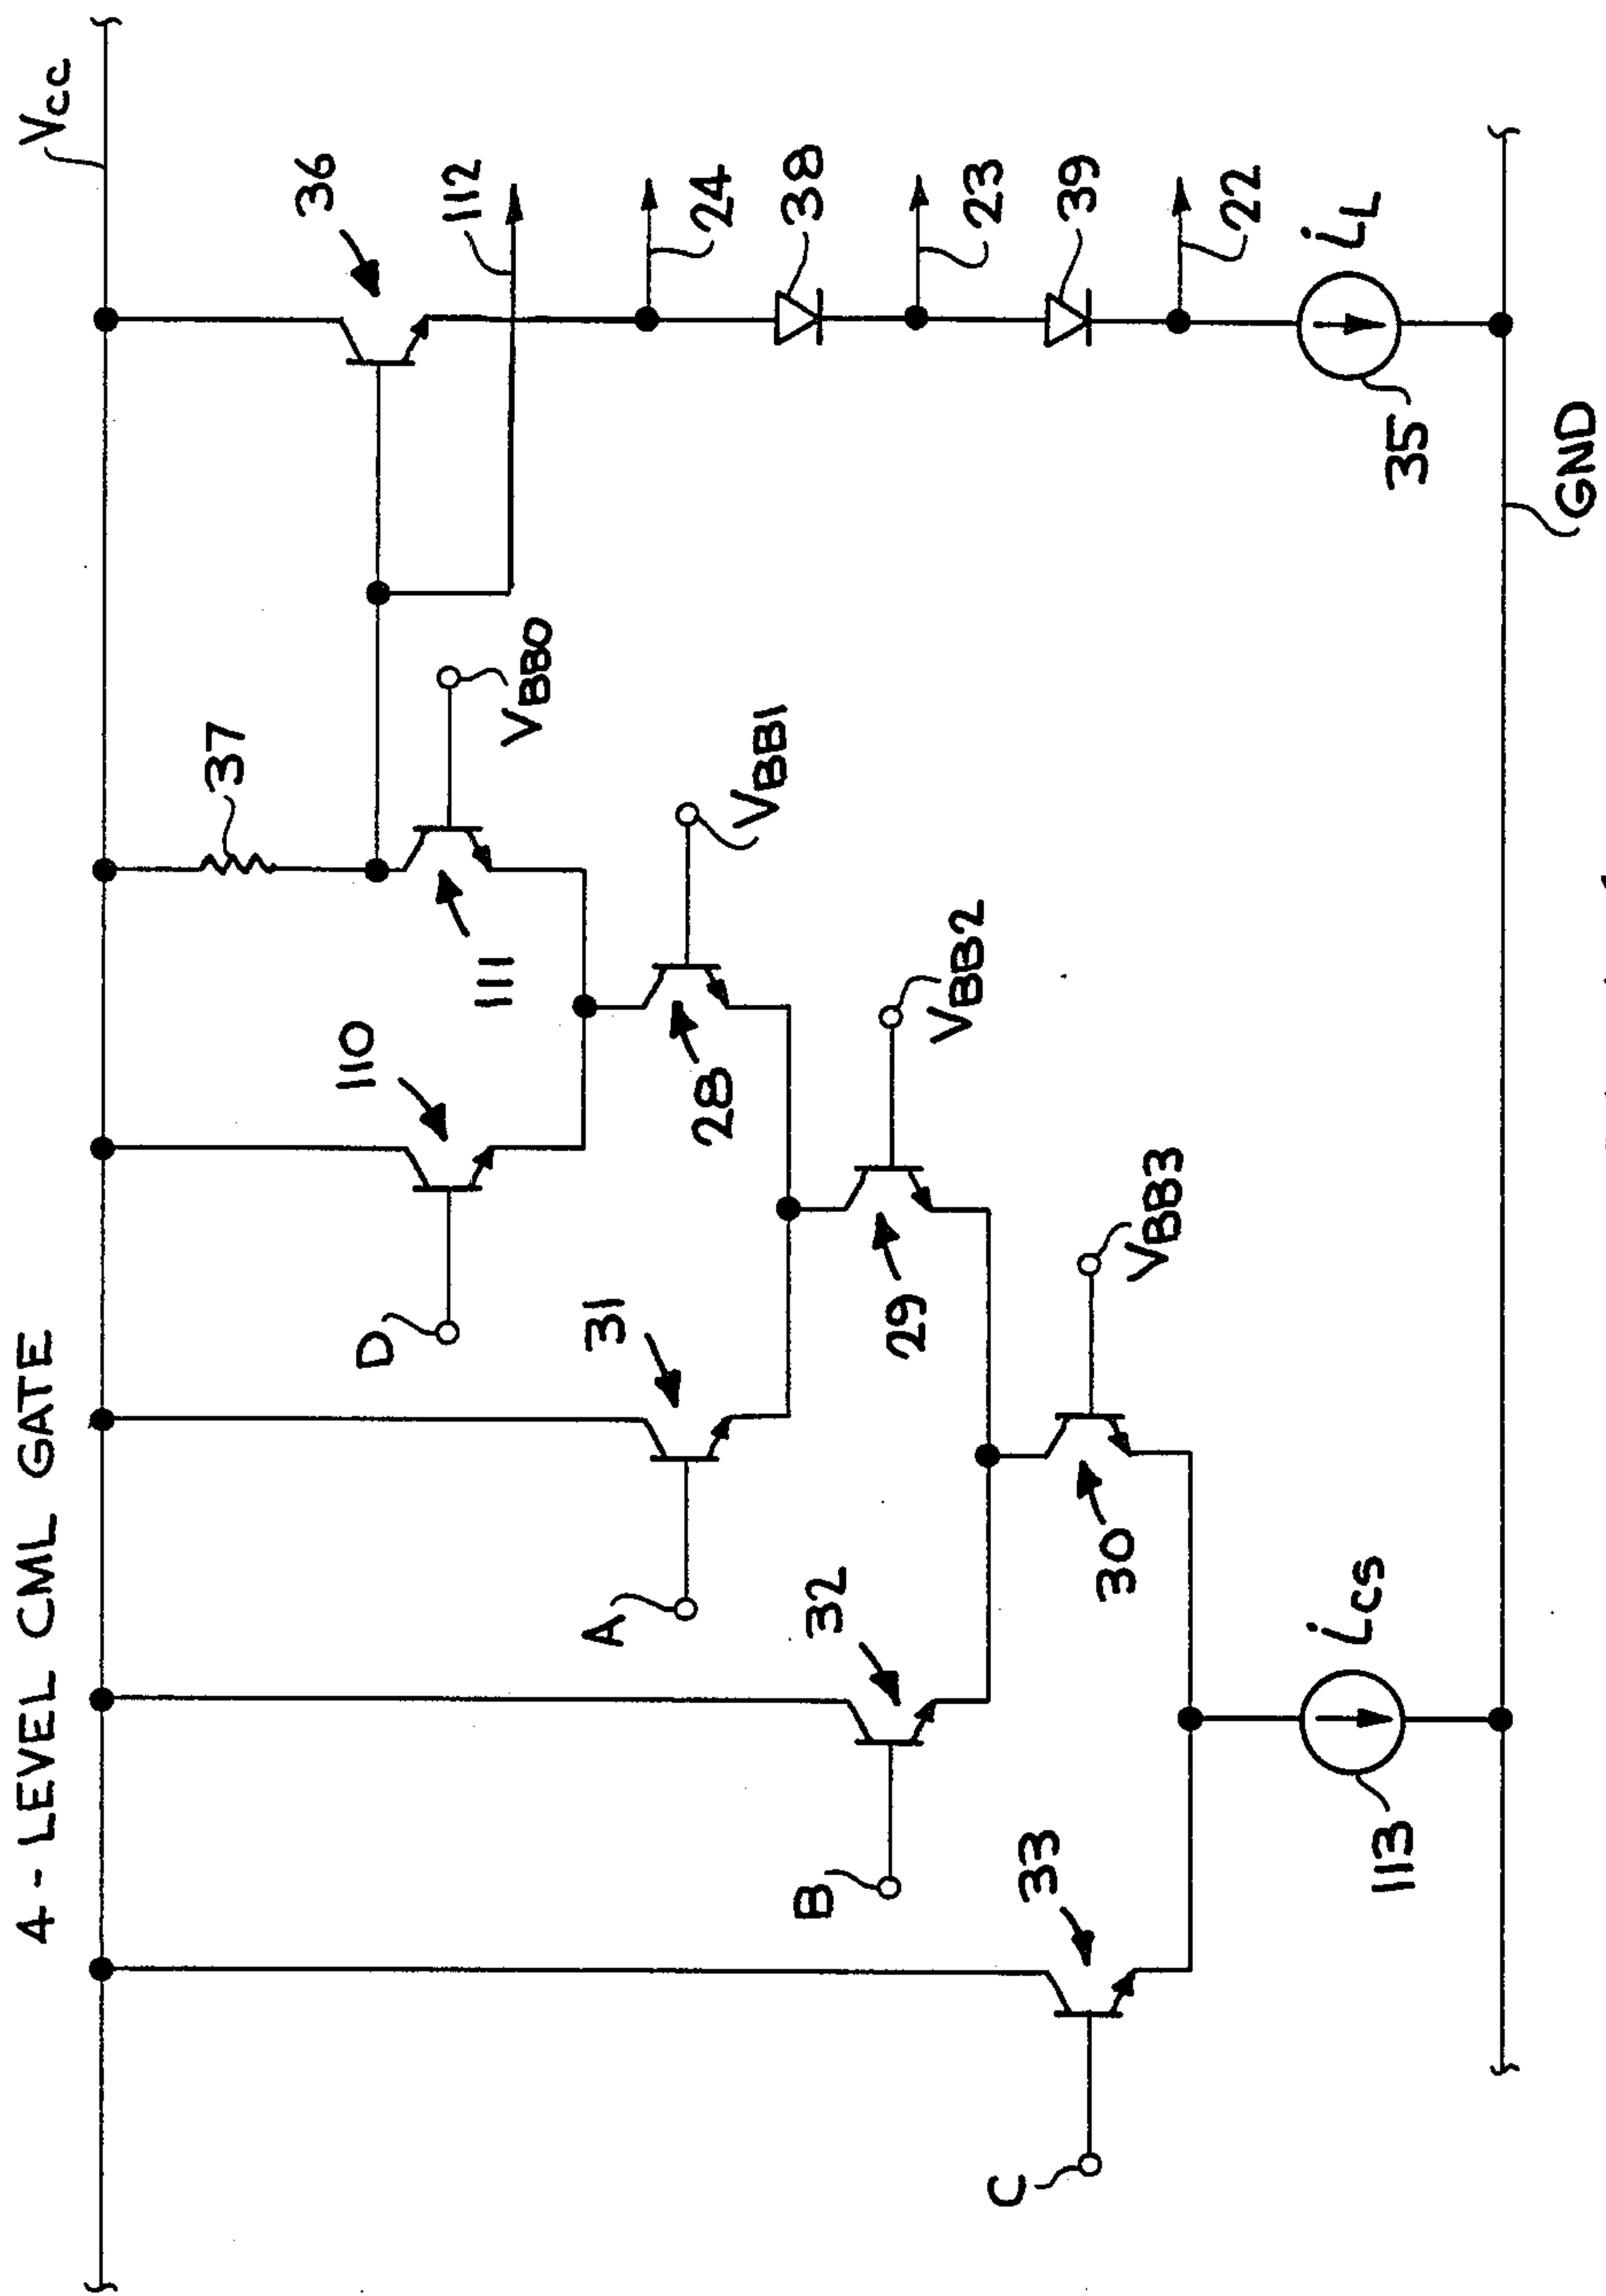 4-LEVEL CML GATE
Vcc
36
37
112
110
D
111
VBB0
24
31
A
28
VBB1
38
32
B
29
VBB2
23
33
C
30
VBB3
39
22
iCS
113
iL
35
GND